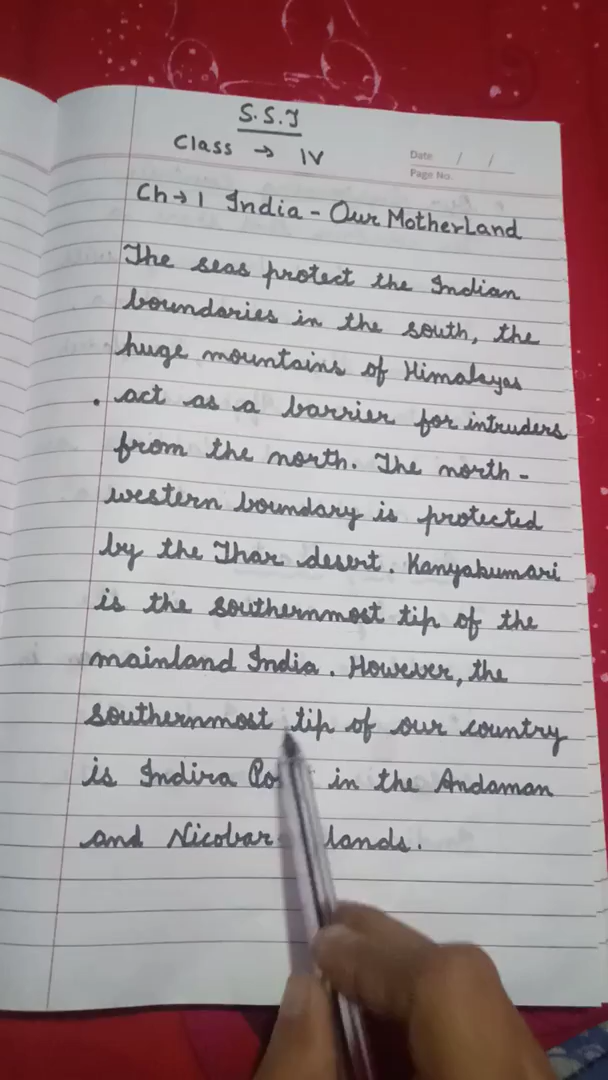 S.S.T
Class → IV
Date / /
Page No.
Ch → 1 India - Our MotherLand
The seas protect the Indian
boundaries in the south, the
huge mountains of Himalayas
act as a barrier for intruders
from the north. The north-
western boundary is protected
by the Thar desert. Kanyakumari
is the southernmost tip of the
mainland India. However, the
southernmost tip of our country
is Indira in the Andaman
and Nicobar